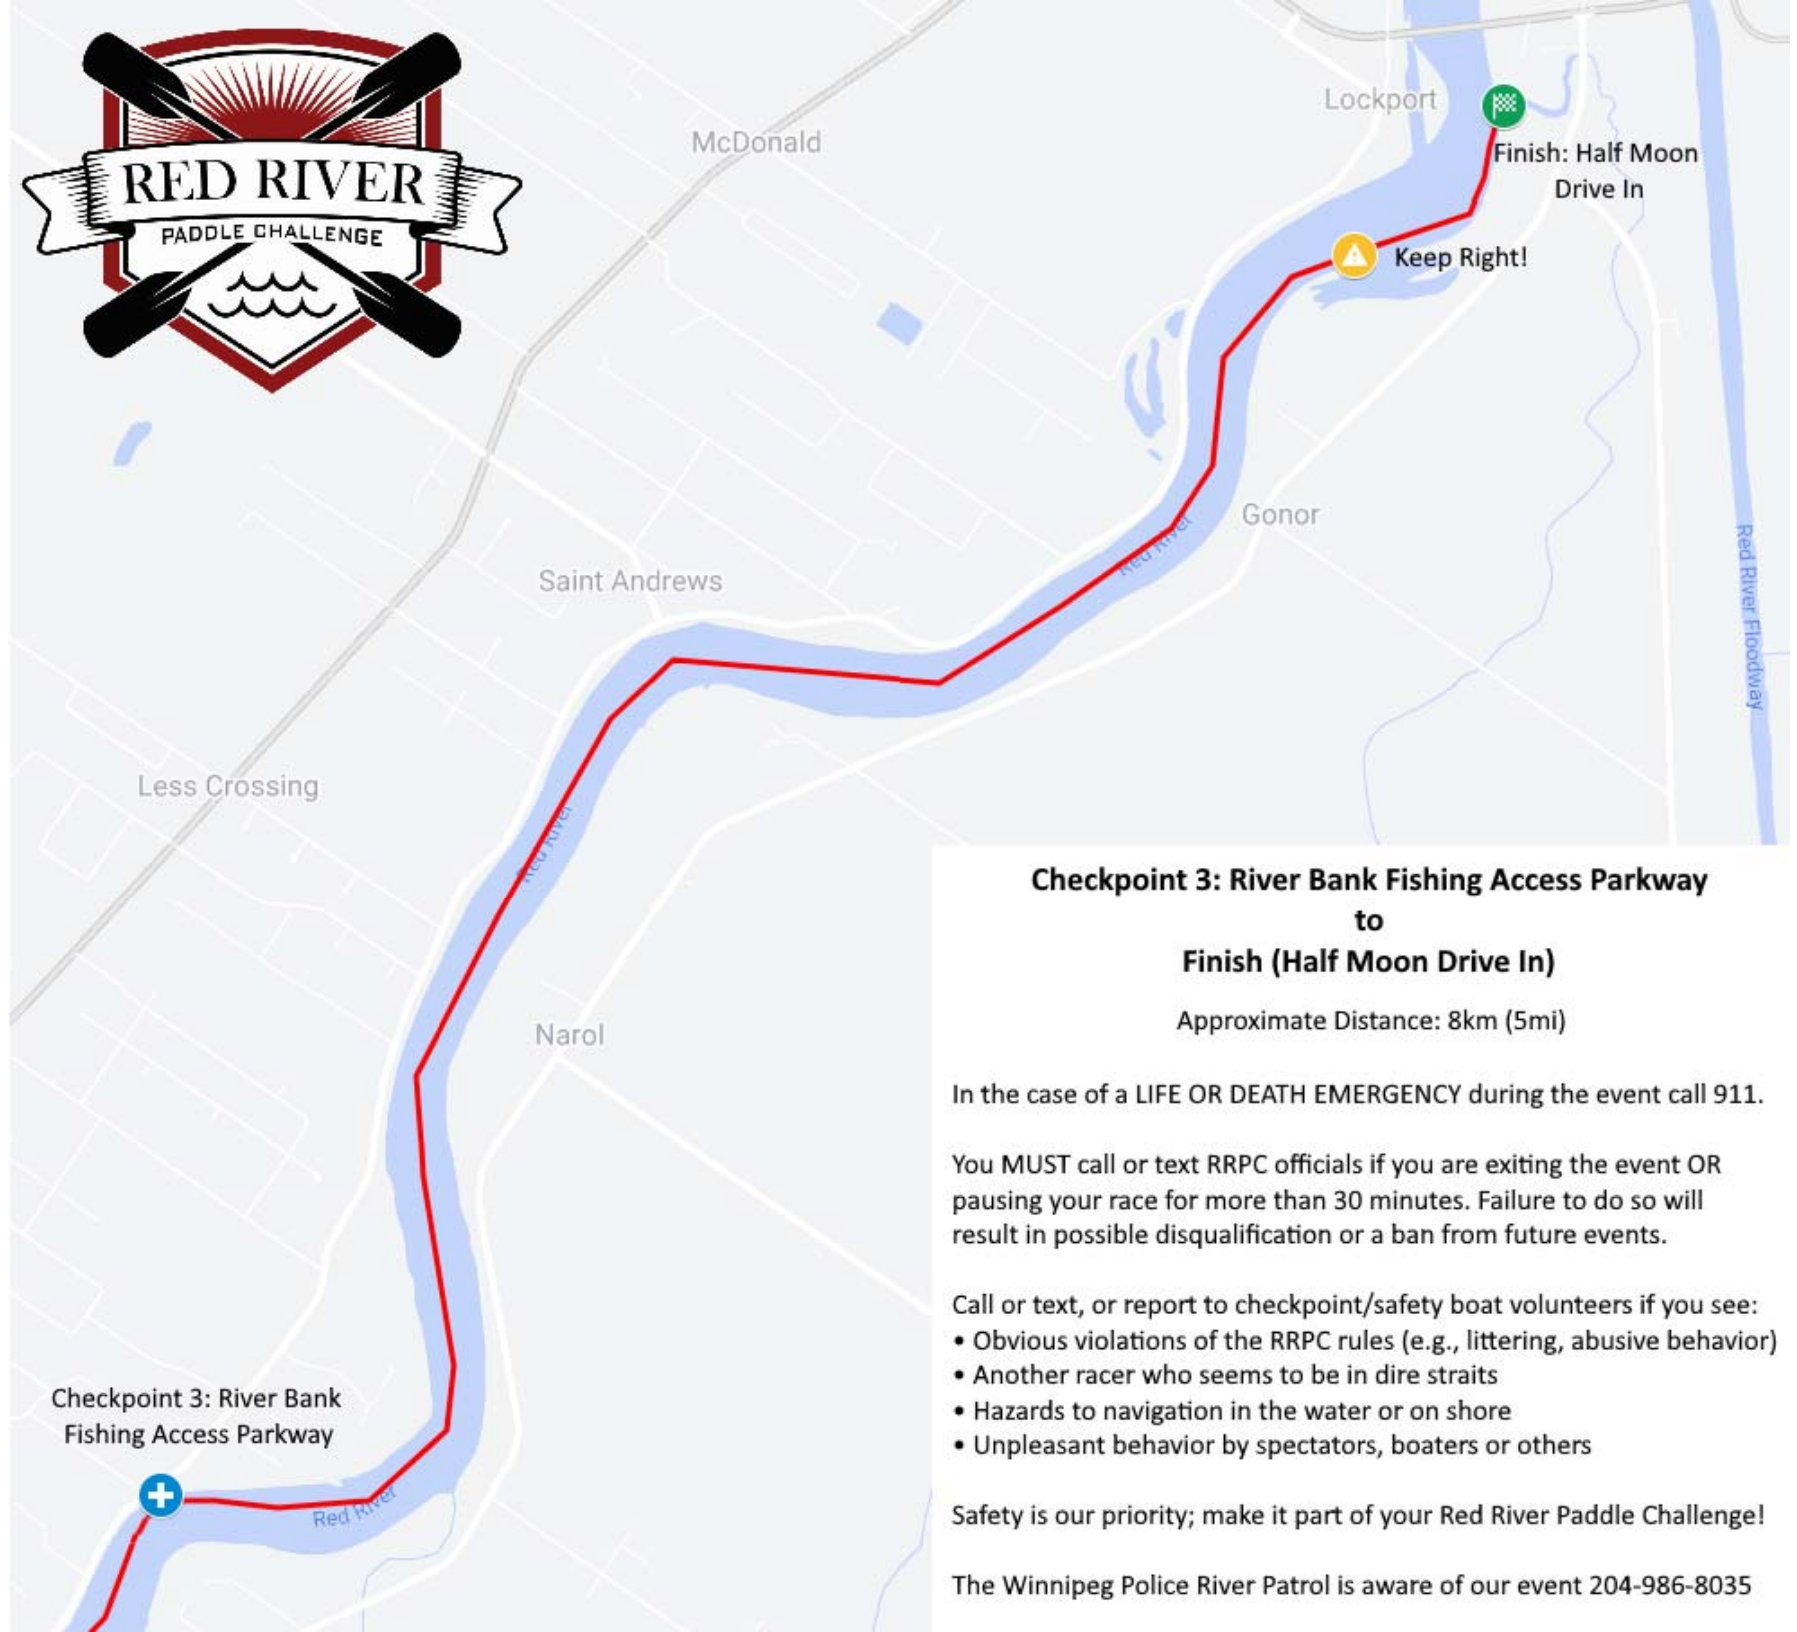 RED RIVER
PADDLE CHALLENGE
McDonald
Lockport
Finish: Half Moon
Drive In
Keep Right!
Gonor
Red River
Red River Floodway
Saint Andrews
Less Crossing
Red River
Narol
Checkpoint 3: River Bank
Fishing Access Parkway
Red River
Checkpoint 3: River Bank Fishing Access Parkway
to
Finish (Half Moon Drive In)
Approximate Distance: 8km (5mi)
In the case of a LIFE OR DEATH EMERGENCY during the event call 911.
You MUST call or text RRPC officials if you are exiting the event OR
pausing your race for more than 30 minutes. Failure to do so will
result in possible disqualification or a ban from future events.
Call or text, or report to checkpoint/safety boat volunteers if you see:
• Obvious violations of the RRPC rules (e.g., littering, abusive behavior)
• Another racer who seems to be in dire straits
• Hazards to navigation in the water or on shore
• Unpleasant behavior by spectators, boaters or others
Safety is our priority; make it part of your Red River Paddle Challenge!
The Winnipeg Police River Patrol is aware of our event 204-986-8035